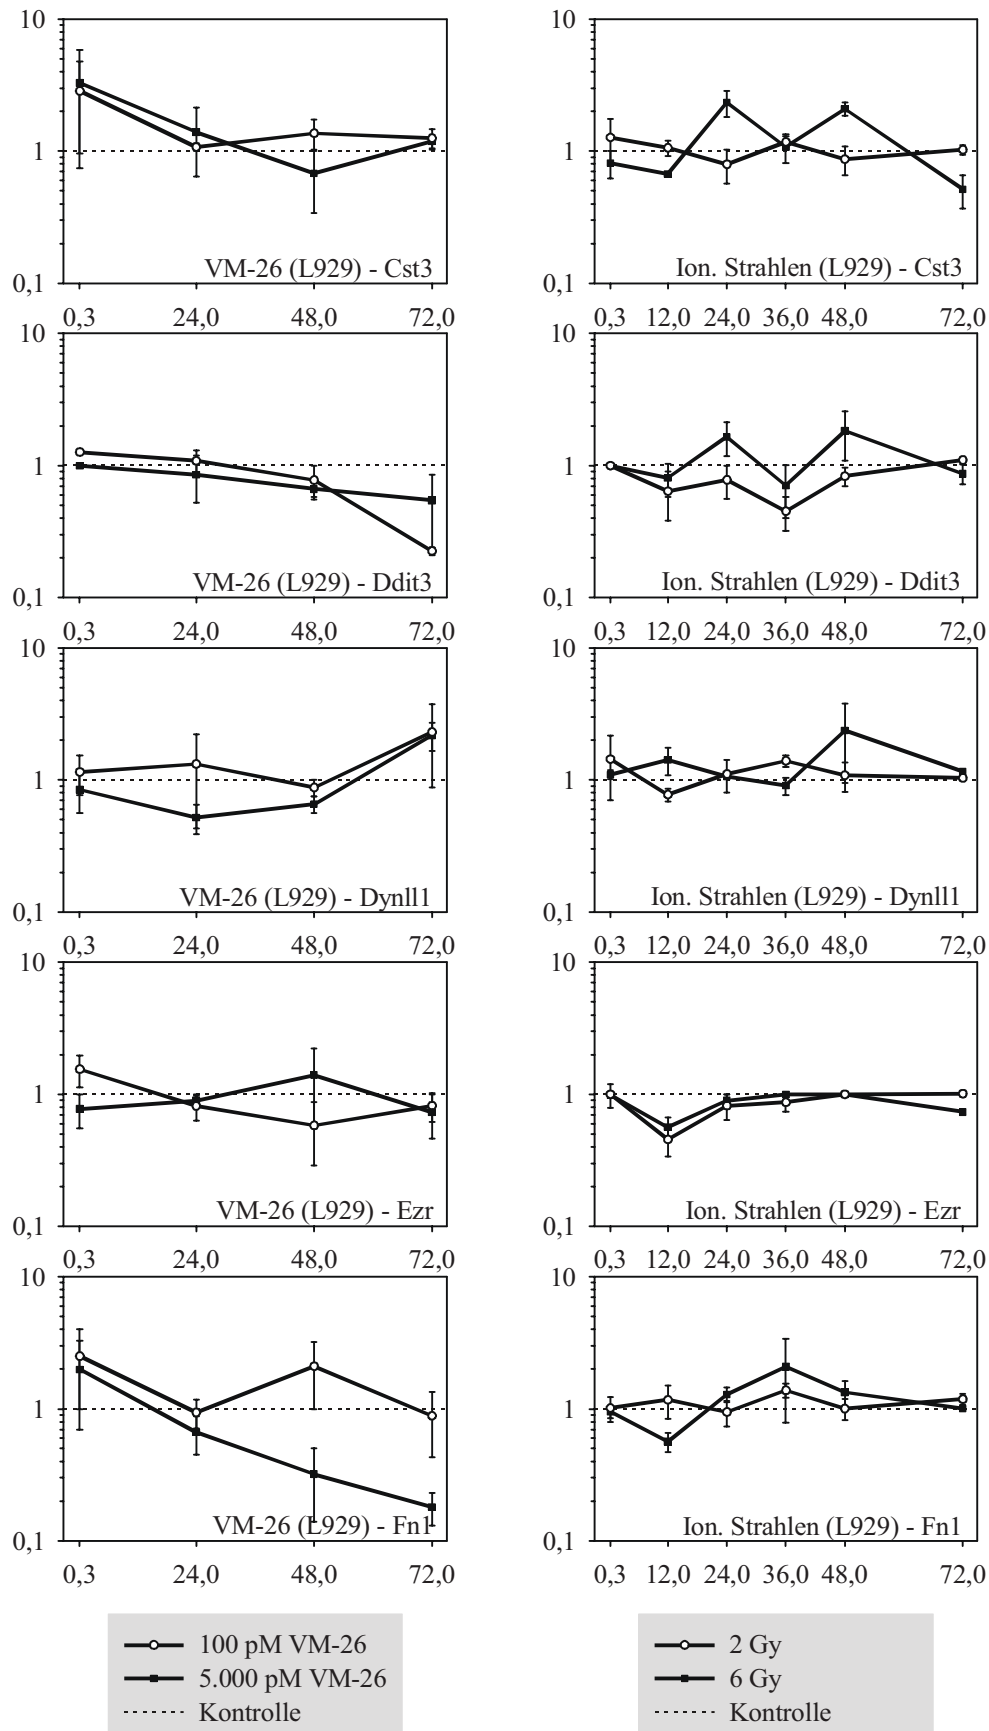 10
1
0,1
VM-26 (L929) - Cst3
0,3 24,0 48,0 72,0
10
1
0,1
Ion. Strahlen (L929) - Cst3
0,3 12,0 24,0 36,0 48,0 72,0
10
1
0,1
VM-26 (L929) - Ddit3
0,3 24,0 48,0 72,0
10
1
0,1
Ion. Strahlen (L929) - Ddit3
0,3 12,0 24,0 36,0 48,0 72,0
10
1
0,1
VM-26 (L929) - Dynll1
0,3 24,0 48,0 72,0
10
1
0,1
Ion. Strahlen (L929) - Dynll1
0,3 12,0 24,0 36,0 48,0 72,0
10
1
0,1
VM-26 (L929) - Ezr
0,3 24,0 48,0 72,0
10
1
0,1
Ion. Strahlen (L929) - Ezr
0,3 12,0 24,0 36,0 48,0 72,0
10
1
0,1
VM-26 (L929) - Fn1
0,3 24,0 48,0 72,0
10
1
0,1
Ion. Strahlen (L929) - Fn1
0,3 12,0 24,0 36,0 48,0 72,0
100 pM VM-26
5.000 pM VM-26
Kontrolle
2 Gy
6 Gy
Kontrolle